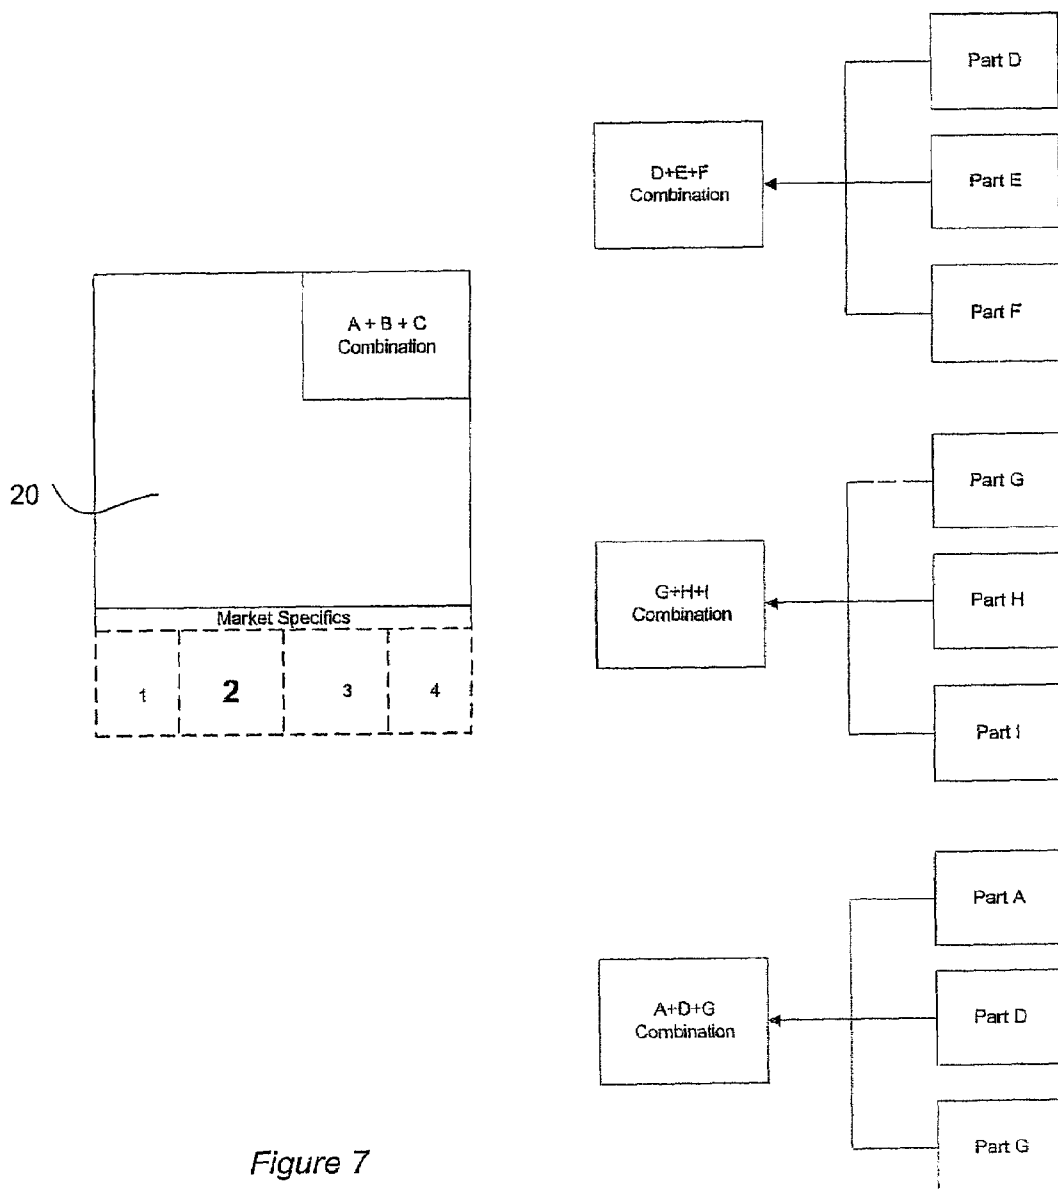 Part D
D+E+F
Combination
Part E
Part F
A + B + C
Combination
20
Market Specifics
1
2
3
4
Part G
G+H+I
Combination
Part H
Part I
Part A
A+D+G
Combination
Part D
Part G
Figure 7